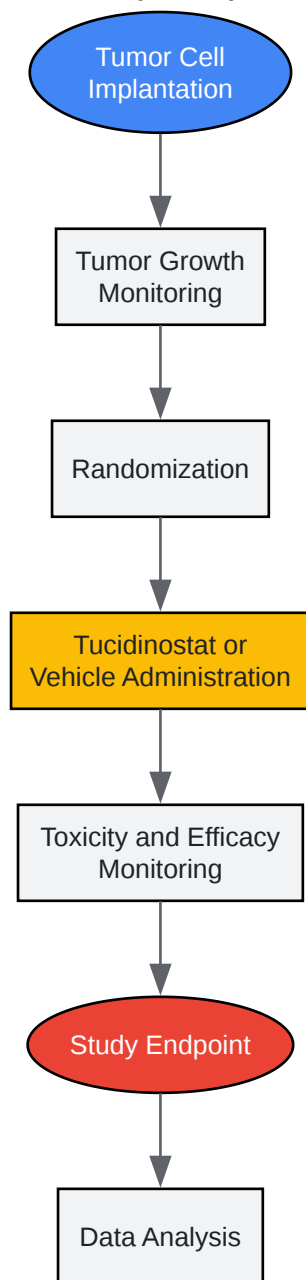 Tumor Cell
Implantation
Tumor Growth
Monitoring
Randomization
Tucidinostat or
Vehicle Administration
Toxicity and Efficacy
Monitoring
Study Endpoint
Data Analysis